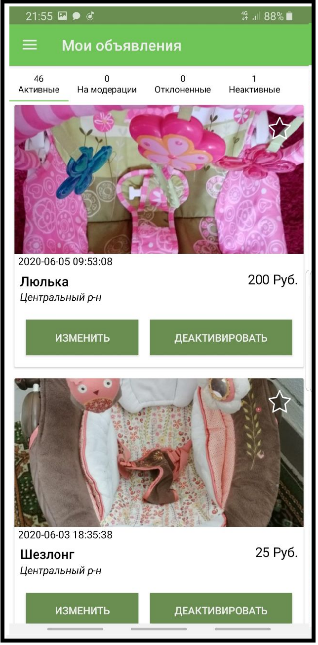 21:55 88%
Мои объявления
46 0 0 1
Активные На модерации Отклоненные Неактивные
2020-06-05 09:53:08
Люлька 200 Руб.
Центральный р-н
ИЗМЕНИТЬ ДЕАКТИВИРОВАТЬ
2020-06-03 18:35:38
Шезлонг 25 Руб.
Центральный р-н
ИЗМЕНИТЬ ДЕАКТИВИРОВАТЬ